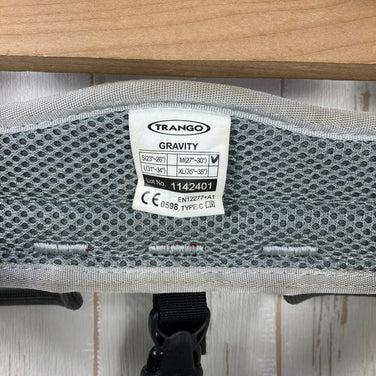 TRANGO
GRAVITY
S(23"-26") M(27"-30") ✓
L(31"-34") XL(35"-38")
Lot No. 1142401
CE 0598 EN12277+A1
TYPE:C